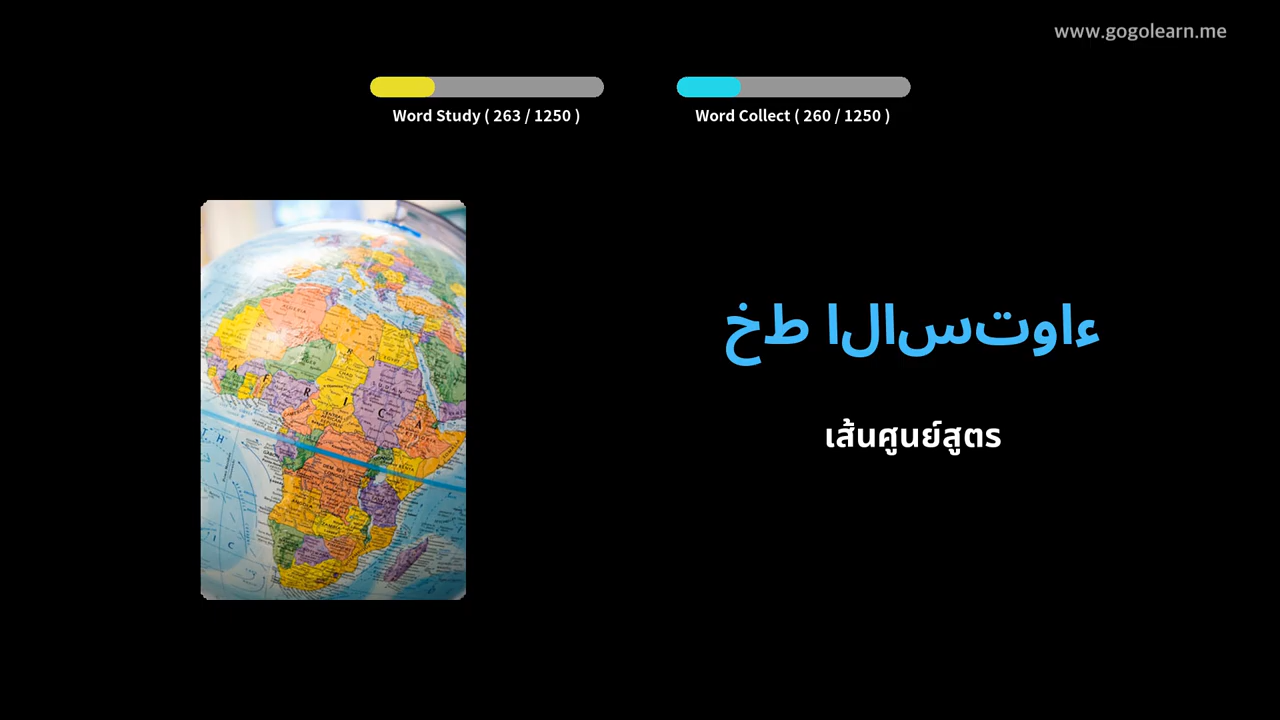 www.gogolearn.me
Word Study ( 263 / 1250 )
Word Collect ( 260 / 1250 )
خط الاستواء
เส้นศูนย์สูตร
AFRICA